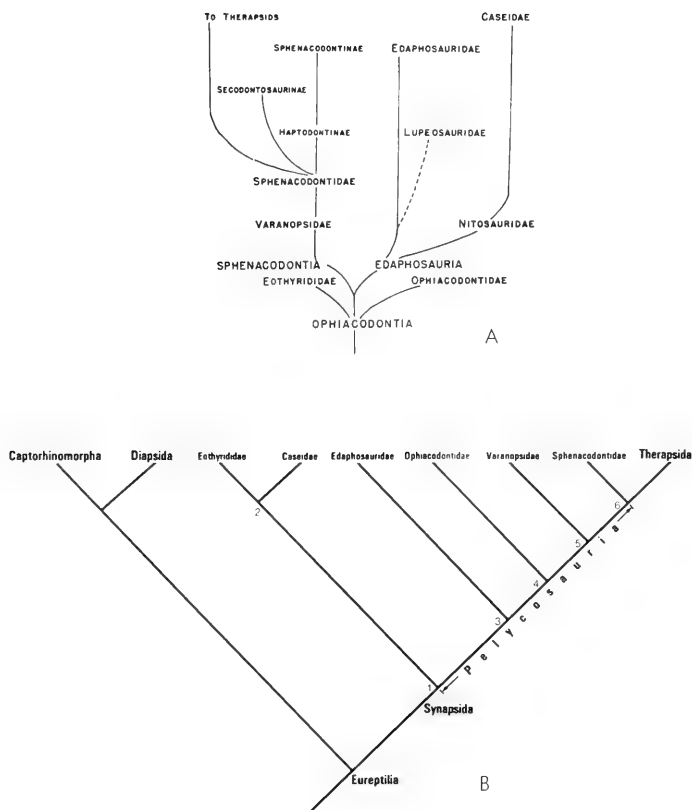 TO THERAPSIDS CASEIDAE
SPHENACODONTINAE EDAPHOSAURIDAE
SECODONTOSAURINAE
HAPTODONTINAE LUPEOSAURIDAE
SPHENACODONTIDAE
VARANOPSIDAE NITOSAURIDAE
SPHENACODONTIA EDAPHOSAURIA
EOTHYRIDIDAE OPHIACODONTIDAE
OPHIACODONTIA
A
Captorhinomorpha Diapsida Eothyrididae Caseidae Edaphosauridae Ophiacodontidae Varanopsidae Sphenacodontidae Therapsida
2
6
5
4
3
Pelycosauria
1
Synapsida
Eureptilia
B